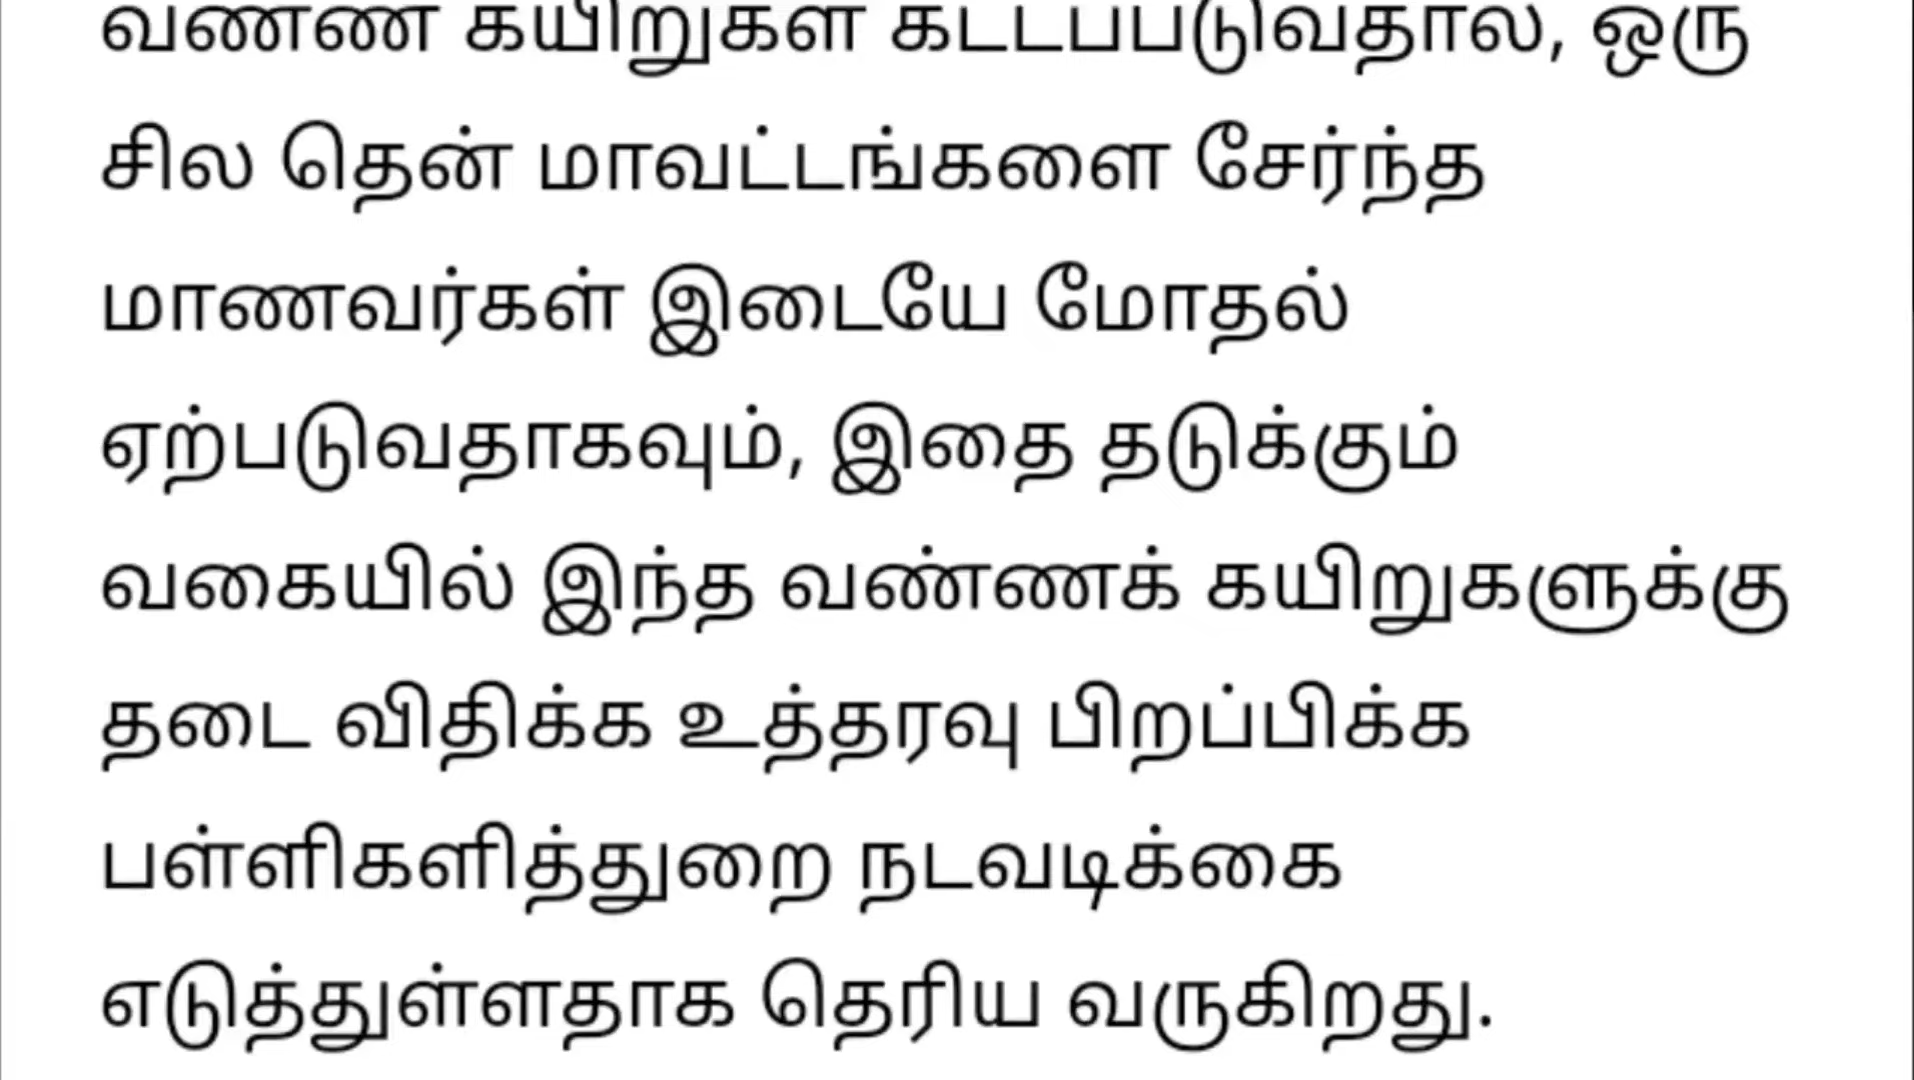 வண்ண கயிறுகள் கட்டப்படுவதால், ஒரு
சில தென் மாவட்டங்களை சேர்ந்த
மாணவர்கள் இடையே மோதல்
ஏற்படுவதாகவும், இதை தடுக்கும்
வகையில் இந்த வண்ணக் கயிறுகளுக்கு
தடை விதிக்க உத்தரவு பிறப்பிக்க
பள்ளிகளித்துறை நடவடிக்கை
எடுத்துள்ளதாக தெரிய வருகிறது.